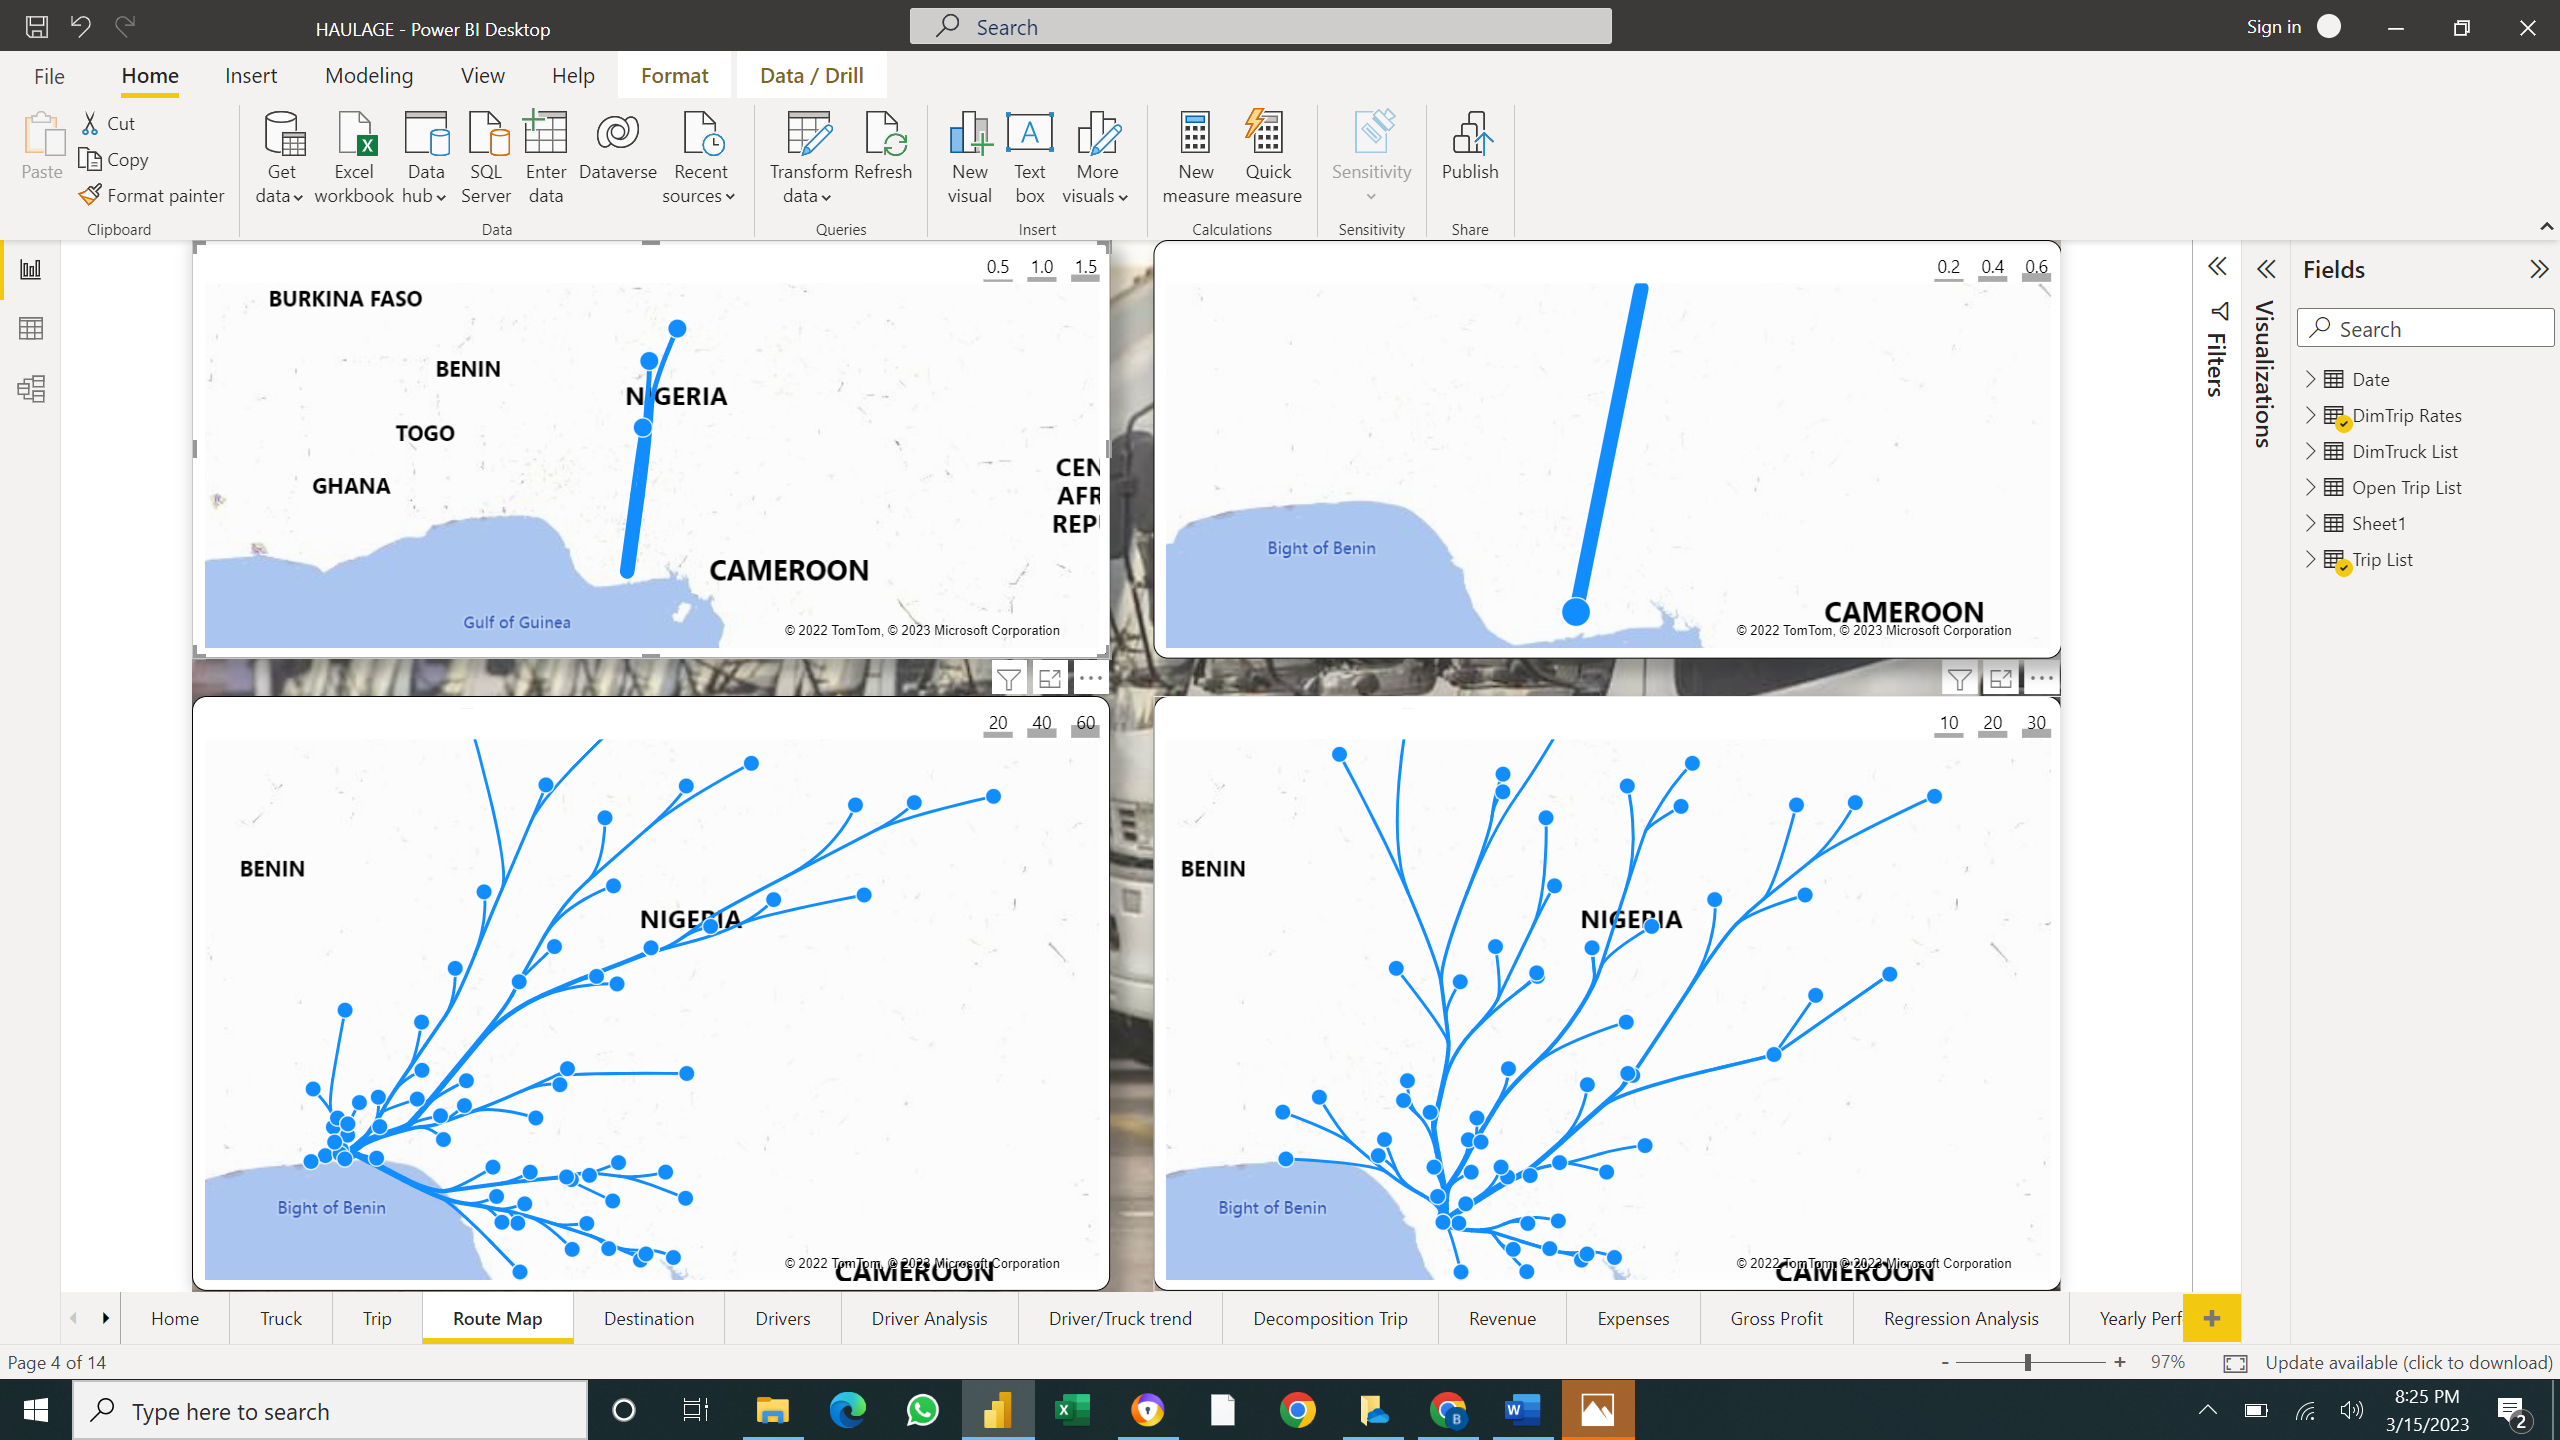 HAULAGE - Power BI Desktop
Search
Sign in
File
Home
Insert
Modeling
View
Help
Format
Data / Drill
Paste
Cut
Copy
Format painter
Clipboard
Get data
Excel workbook
Data hub
SQL Server
Enter data
Dataverse
Recent sources
Data
Transform data
Refresh
Queries
New visual
Text box
More visuals
Insert
New measure
Quick measure
Calculations
Sensitivity
Sensitivity
Publish
Share
0.5 1.0 1.5
BURKINA FASO
BENIN
NIGERIA
TOGO
GHANA
CEN
AFR
REP
CAMEROON
Gulf of Guinea
© 2022 TomTom, © 2023 Microsoft Corporation
0.2 0.4 0.6
Bight of Benin
CAMEROON
© 2022 TomTom, © 2023 Microsoft Corporation
20 40 60
BENIN
NIGERIA
Bight of Benin
© 2022 TomTom, © 2023 Microsoft Corporation
CAMEROON
10 20 30
BENIN
NIGERIA
Bight of Benin
© 2022 TomTom, © 2023 Microsoft Corporation
CAMEROON
Filters
Visualizations
Fields
Search
Date
DimTrip Rates
DimTruck List
Open Trip List
Sheet1
Trip List
Home
Truck
Trip
Route Map
Destination
Drivers
Driver Analysis
Driver/Truck trend
Decomposition Trip
Revenue
Expenses
Gross Profit
Regression Analysis
Yearly Perf
Page 4 of 14
- + 97%
Update available (click to download)
Type here to search
8:25 PM
3/15/2023
2